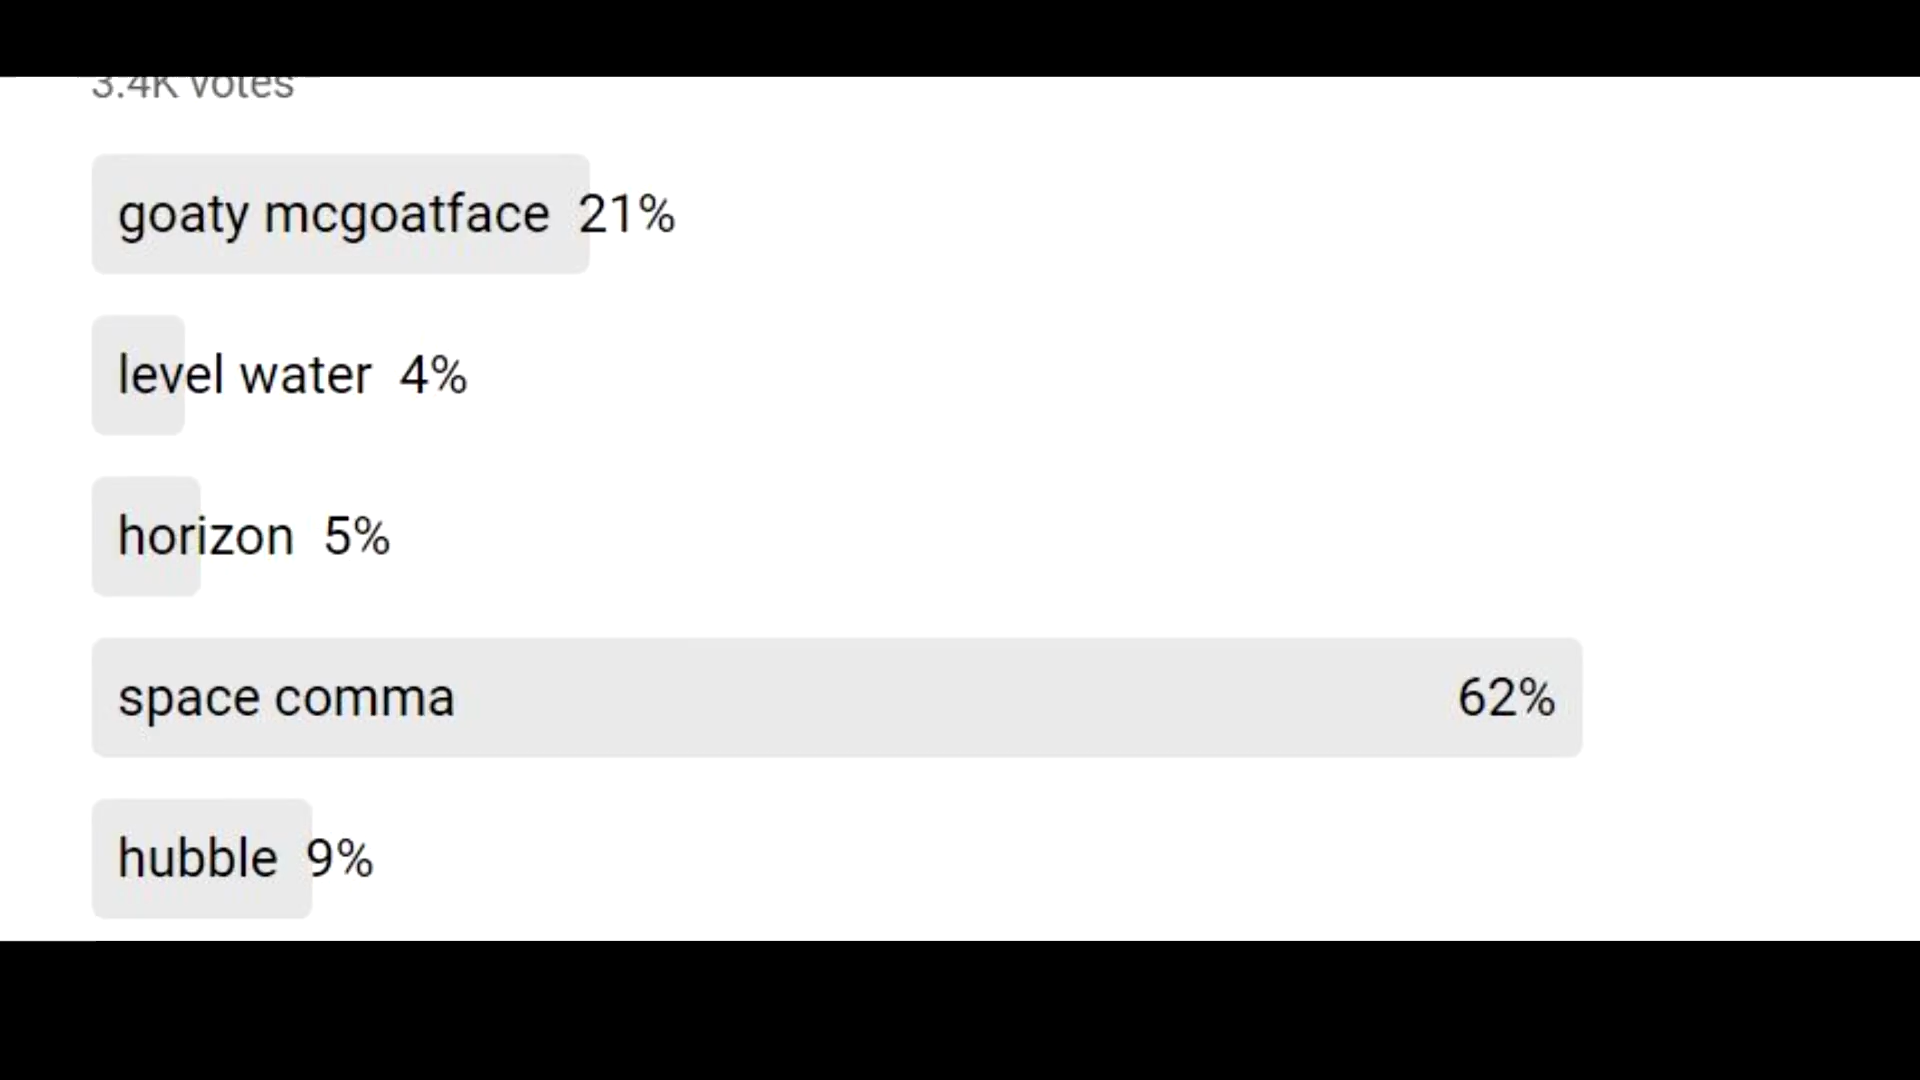 3.4K votes
goaty mcgoatface 21%
level water 4%
horizon 5%
space comma 62%
hubble 9%